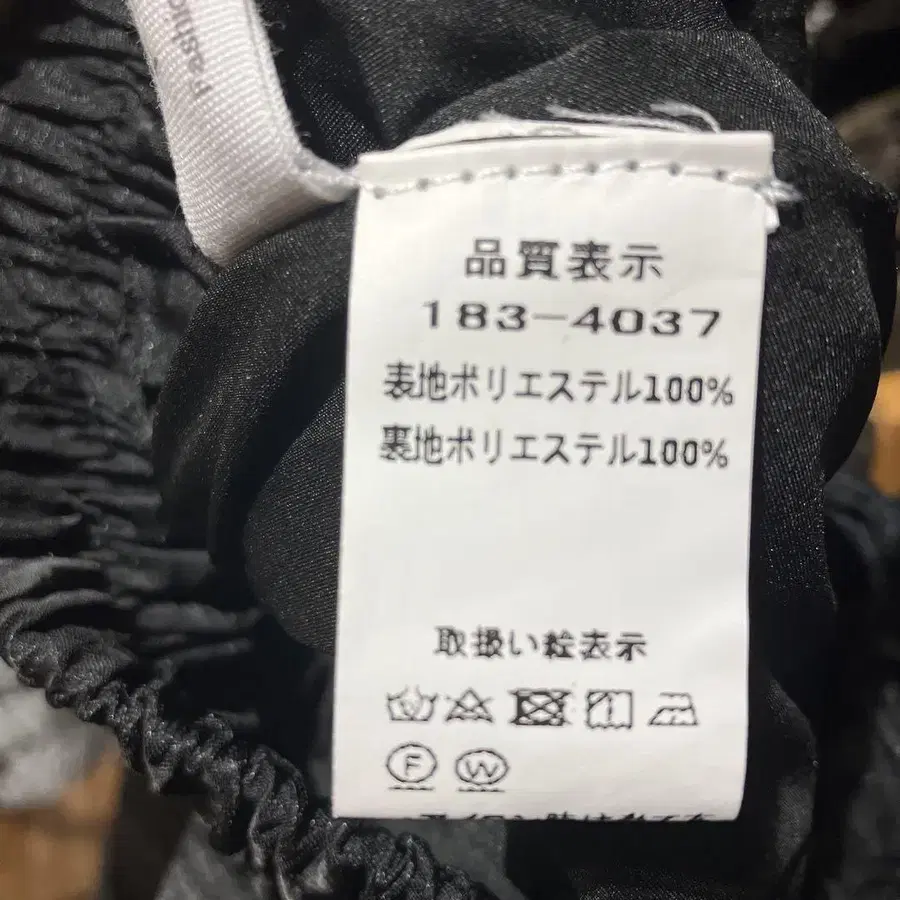 品質表示
183-4037
表地ポリエステル100%
裏地ポリエステル100%
取扱い絵表示
F W